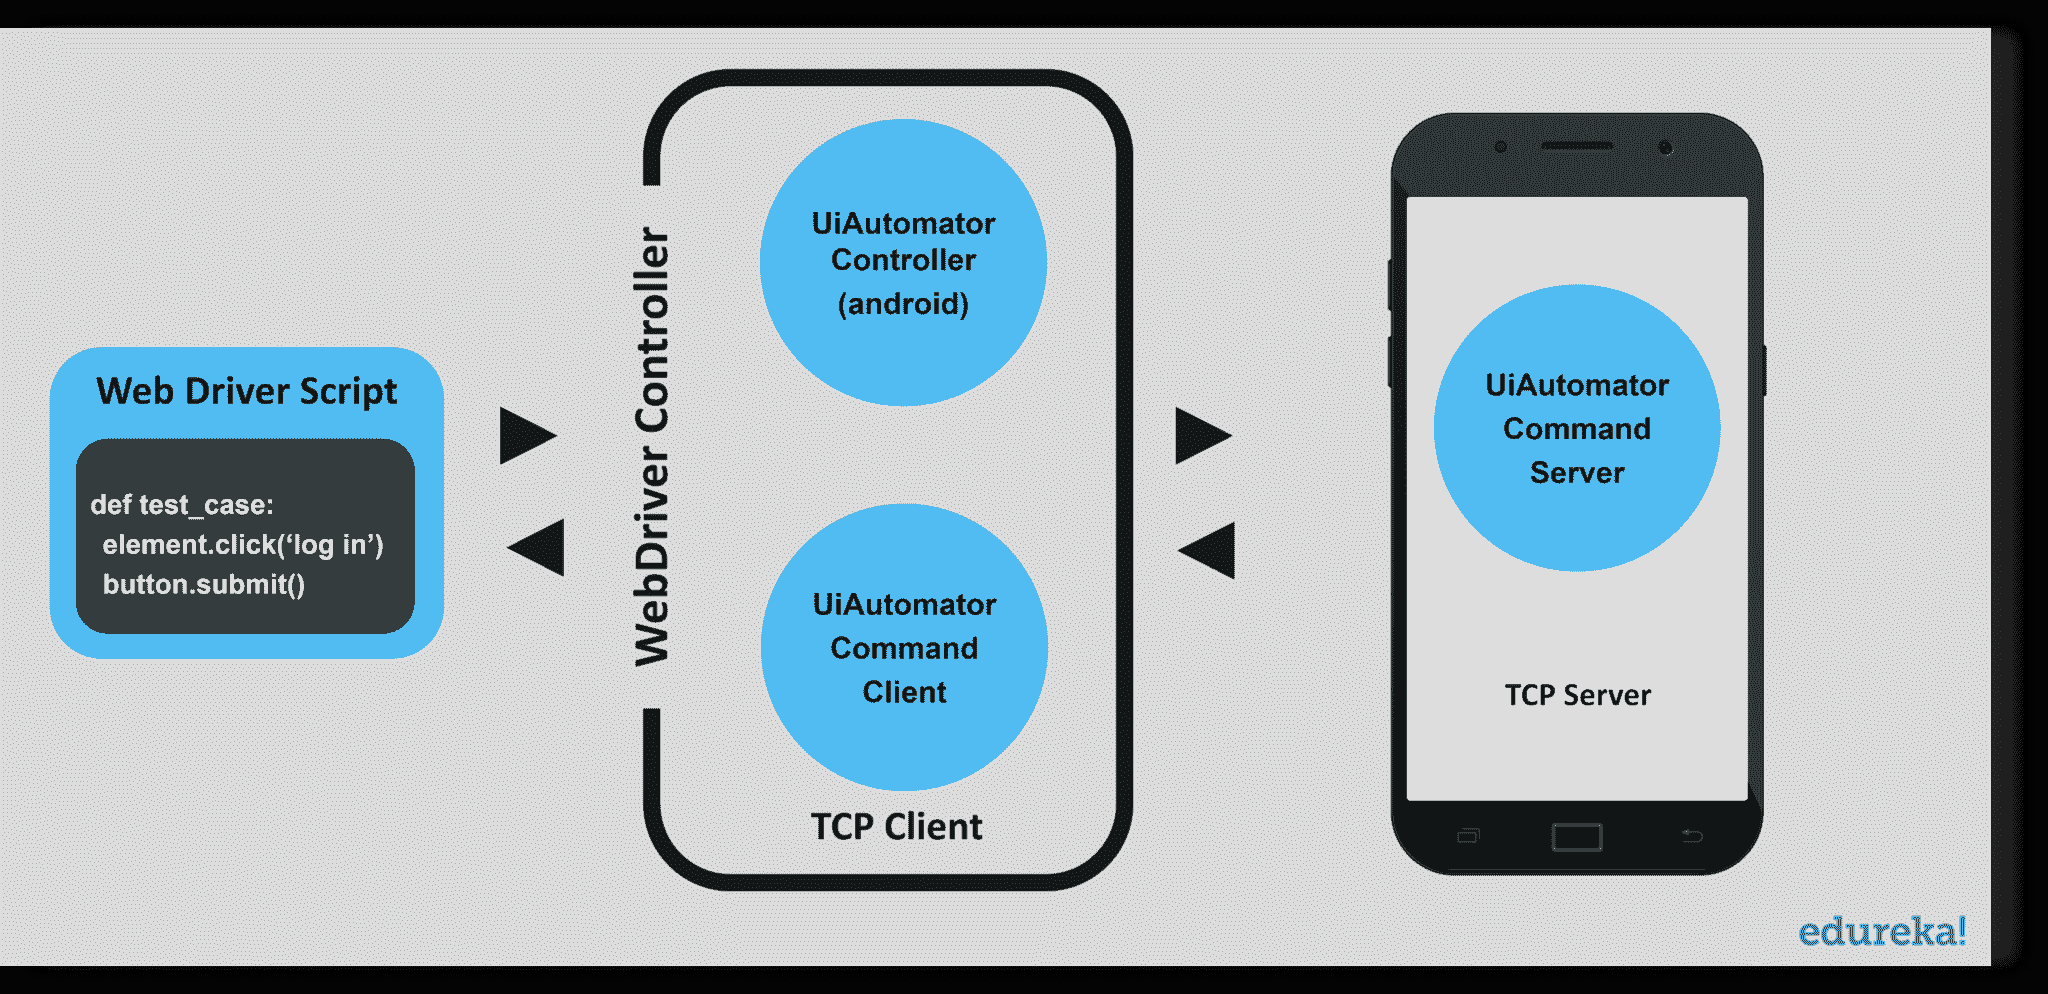 Web Driver Script
def test_case:
element.click(‘log in’)
button.submit()
WebDriver Controller
UiAutomator
Controller
(android)
UiAutomator
Command
Client
TCP Client
UiAutomator
Command
Server
TCP Server
edureka!